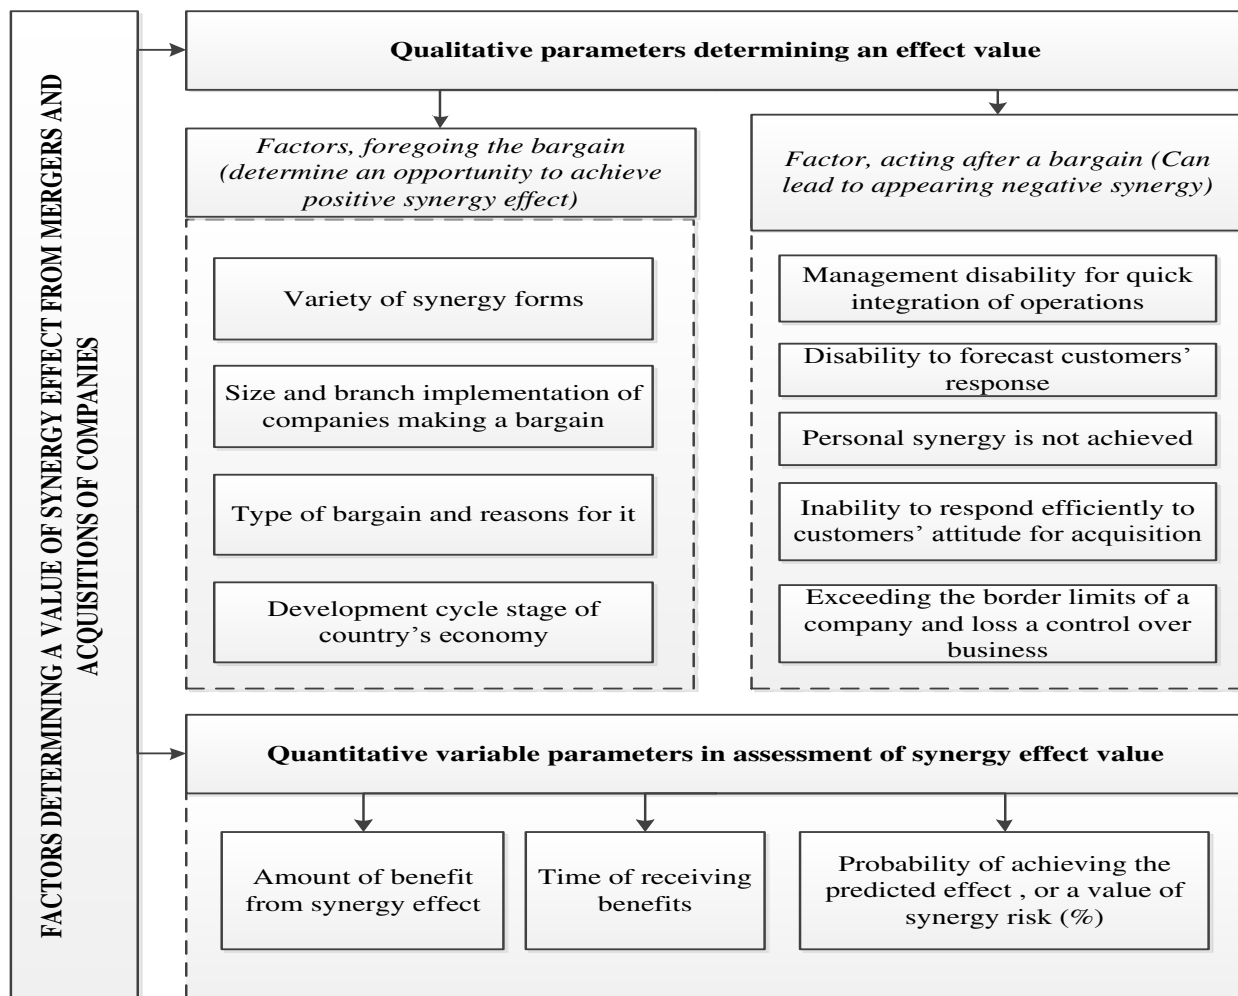 FACTORS DETERMINING A VALUE OF SYNERGY EFFECT FROM MERGERS AND
ACQUISITIONS OF COMPANIES
Qualitative parameters determining an effect value
Factors, foregoing the bargain
(determine an opportunity to achieve
positive synergy effect)
Variety of synergy forms
Size and branch implementation of
companies making a bargain
Type of bargain and reasons for it
Development cycle stage of
country’s economy
Factor, acting after a bargain (Can
lead to appearing negative synergy)
Management disability for quick
integration of operations
Disability to forecast customers’
response
Personal synergy is not achieved
Inability to respond efficiently to
customers’ attitude for acquisition
Exceeding the border limits of a
company and loss a control over
business
Quantitative variable parameters in assessment of synergy effect value
Amount of benefit
from synergy effect
Time of receiving
benefits
Probability of achieving the
predicted effect , or a value of
synergy risk (%)